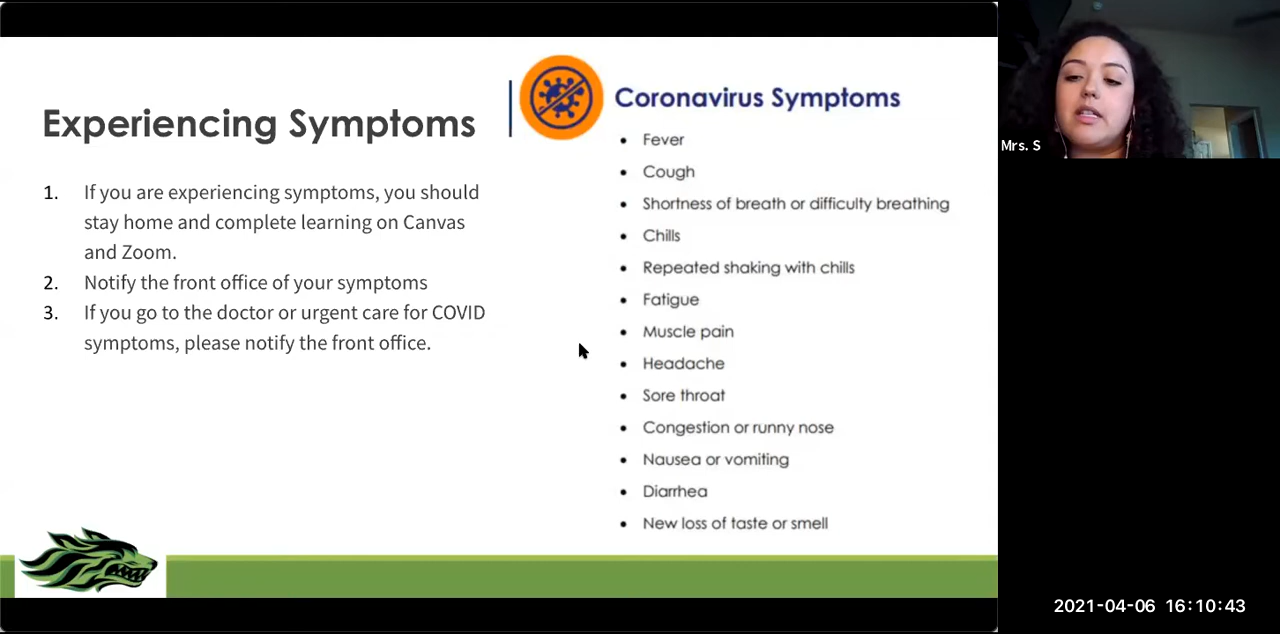 Experiencing Symptoms
1. If you are experiencing symptoms, you should
stay home and complete learning on Canvas
and Zoom.
2. Notify the front office of your symptoms
3. If you go to the doctor or urgent care for COVID
symptoms, please notify the front office.
Coronavirus Symptoms
• Fever
• Cough
• Shortness of breath or difficulty breathing
• Chills
• Repeated shaking with chills
• Fatigue
• Muscle pain
• Headache
• Sore throat
• Congestion or runny nose
• Nausea or vomiting
• Diarrhea
• New loss of taste or smell
Mrs. S
2021-04-06 16:10:43